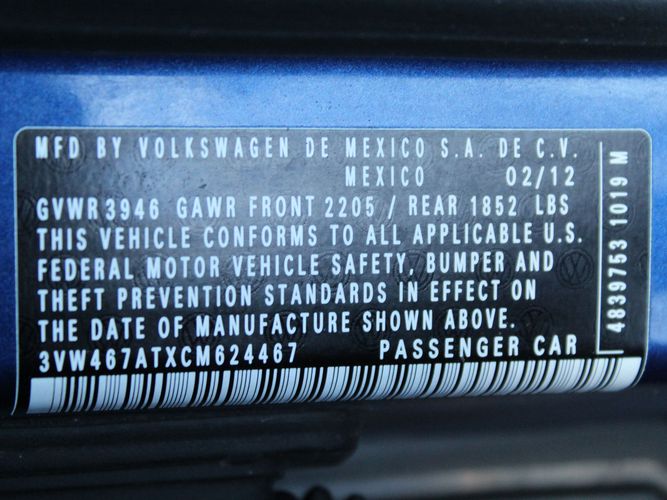 MFD BY VOLKSWAGEN DE MEXICO S.A. DE C.V.
MEXICO 02/12
GVWR3946 GAWR FRONT 2205 / REAR 1852 LBS
THIS VEHICLE CONFORMS TO ALL APPLICABLE U.S.
FEDERAL MOTOR VEHICLE SAFETY, BUMPER AND
THEFT PREVENTION STANDARDS IN EFFECT ON
THE DATE OF MANUFACTURE SHOWN ABOVE.
3VW467ATXCM624467 PASSENGER CAR
4839753 1019 M